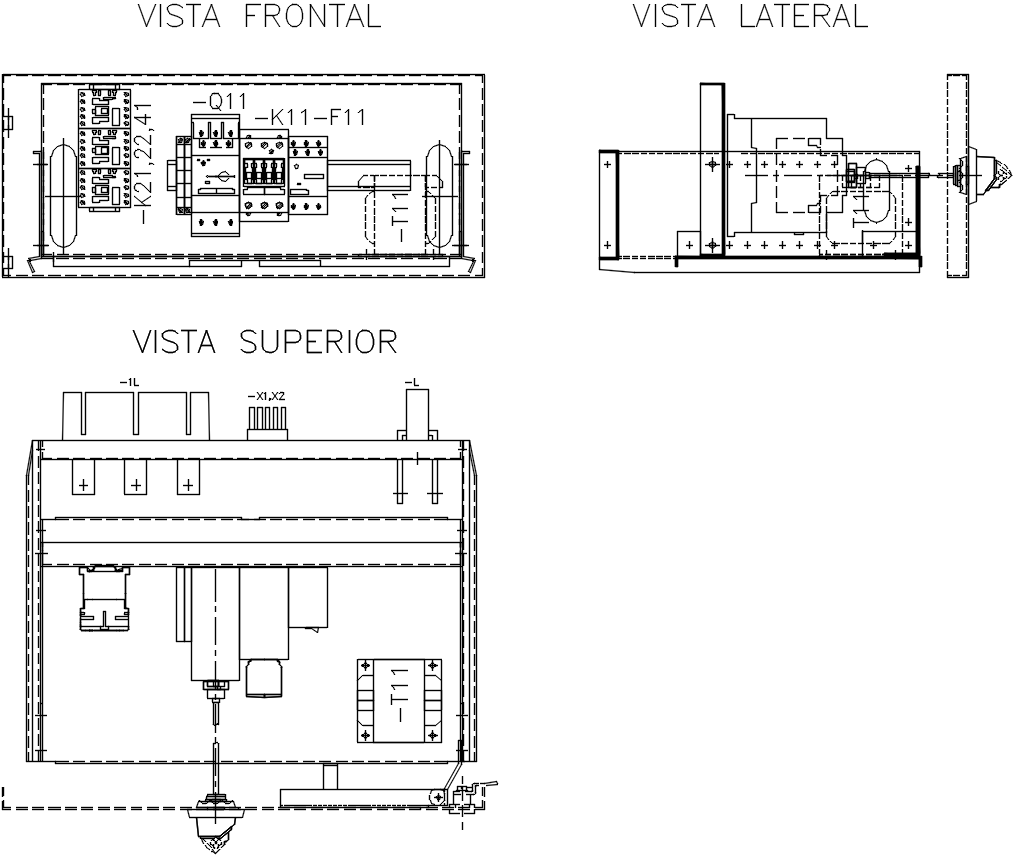 VISTA FRONTAL
VISTA LATERAL
-Q11
-K11-F11
-K21,22,41
-T11
T11
VISTA SUPERIOR
-1L
-X1,X2
-L
-T11